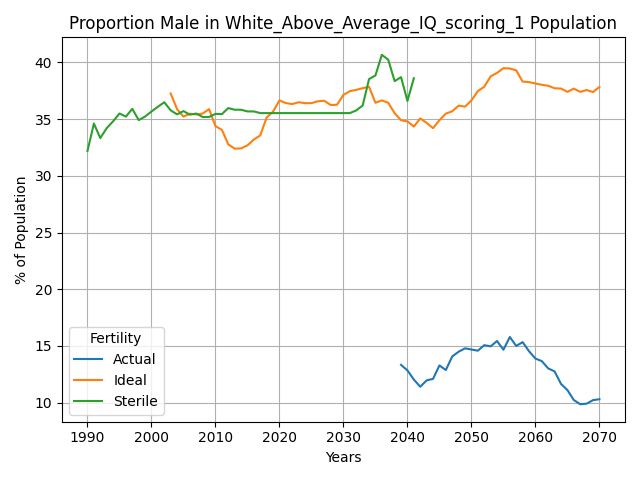 Proportion Male in White_Above_Average_IQ_scoring_1 Population
% of Population
40
35
30
25
20
15
10
Fertility
Actual
Ideal
Sterile
1990 2000 2010 2020 2030 2040 2050 2060 2070
Years